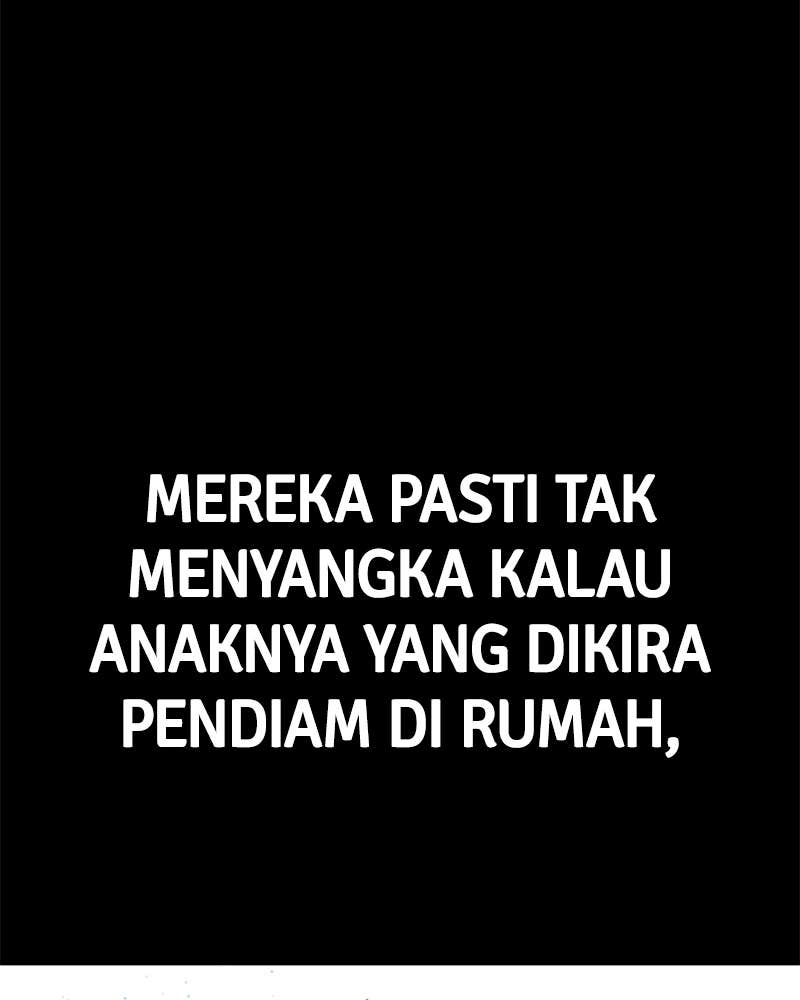 MEREKA PASTI TAK
MENYANGKA KALAU
ANAKNYA YANG DIKIRA
PENDIAM DI RUMAH,